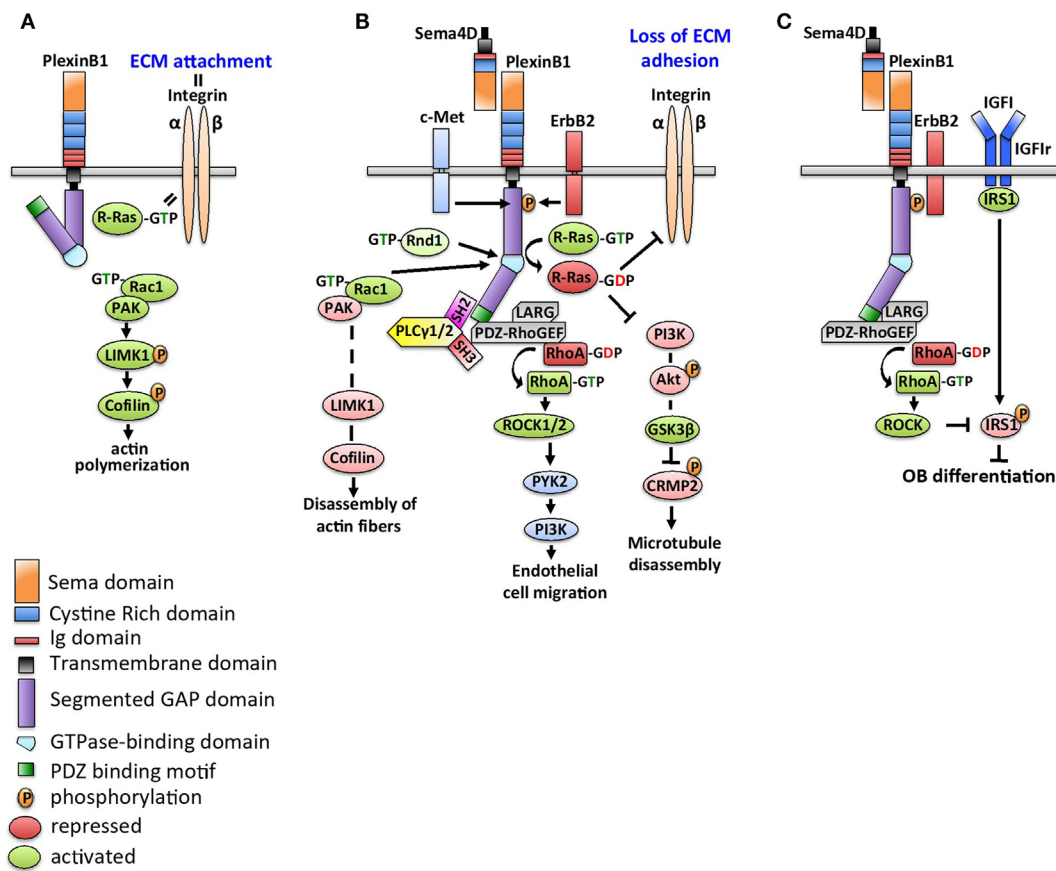 A
PlexinB1
ECM attachment
=
Integrin
α
β
R-Ras -GTP
=
GTP- Rac1
PAK
LIMK1 P
Cofilin P
actin
polymerization
B
Sema4D
PlexinB1
Loss of ECM
adhesion
c-Met
ErbB2
Integrin
α
β
P
GTP- Rnd1
R-Ras -GTP
R-Ras -GDP
GTP- Rac1
PAK
SH2
PLCγ1/2
SH3
LARG
PDZ-RhoGEF
RhoA -GDP
RhoA -GTP
PI3K
Akt P
LIMK1
ROCK1/2
GSK3β
Cofilin
PYK2
P
CRMP2
Disassembly of
actin fibers
PI3K
Microtubule
disassembly
Endothelial
cell migration
C
Sema4D
PlexinB1
ErbB2
IGFI
IGFIr
P
IRS1
LARG
PDZ-RhoGEF
RhoA -GDP
RhoA -GTP
ROCK
IRS1 P
OB differentiation
Sema domain
Cystine Rich domain
Ig domain
Transmembrane domain
Segmented GAP domain
GTPase-binding domain
PDZ binding motif
P phosphorylation
repressed
activated